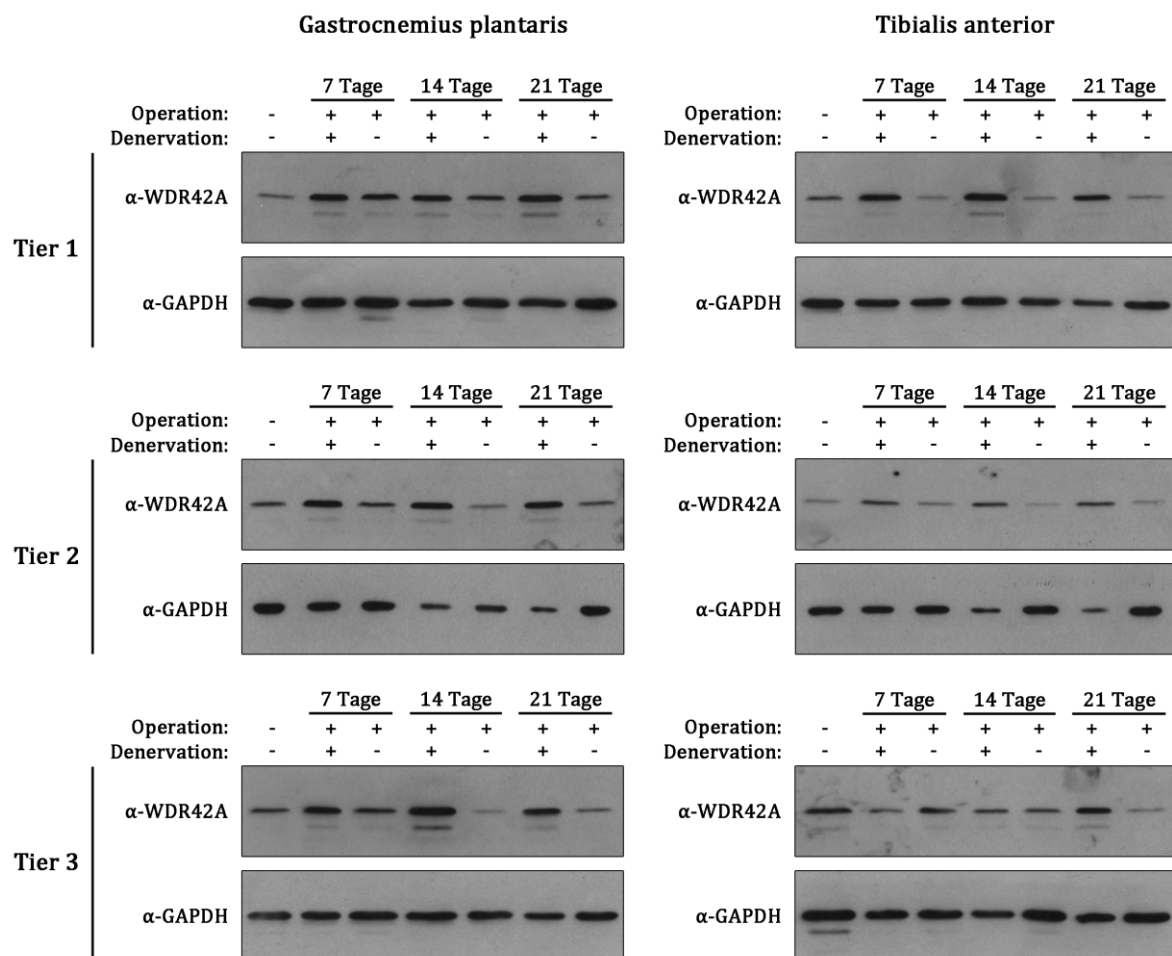 Gastrocnemius plantaris Tibialis anterior
7 Tage 14 Tage 21 Tage 7 Tage 14 Tage 21 Tage
Operation: - + + + + + + Operation: - + + + + + +
Denervation: - + - + - + - Denervation: - + - + - + -
α-WDR42A α-WDR42A
Tier 1
α-GAPDH α-GAPDH
7 Tage 14 Tage 21 Tage 7 Tage 14 Tage 21 Tage
Operation: - + + + + + + Operation: - + + + + + +
Denervation: - + - + - + - Denervation: - + - + - + -
α-WDR42A α-WDR42A
Tier 2
α-GAPDH α-GAPDH
7 Tage 14 Tage 21 Tage 7 Tage 14 Tage 21 Tage
Operation: - + + + + + + Operation: - + + + + + +
Denervation: - + - + - + - Denervation: - + - + - + -
α-WDR42A α-WDR42A
Tier 3
α-GAPDH α-GAPDH